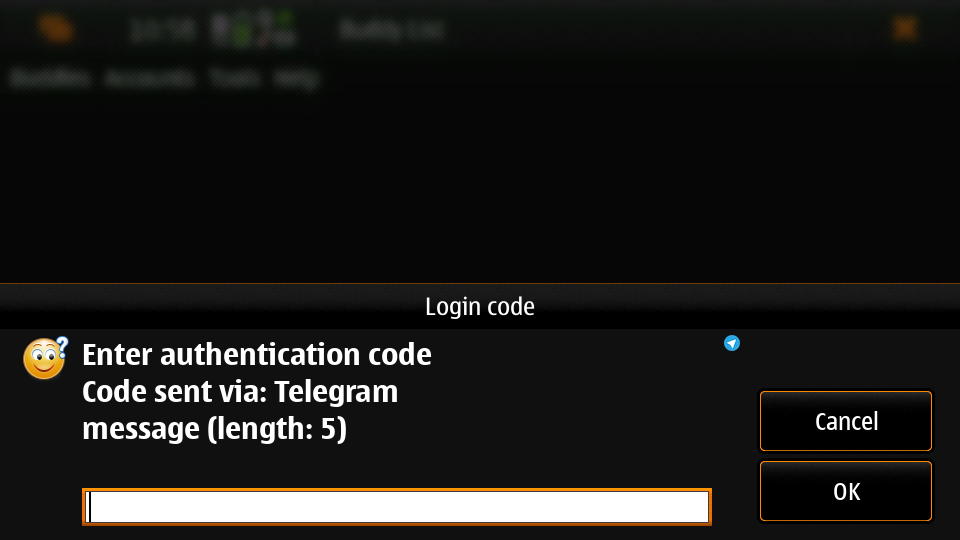 10:58 Buddy List
Buddies Accounts Tools Help
Login code
Enter authentication code
Code sent via: Telegram
message (length: 5)
Cancel
OK